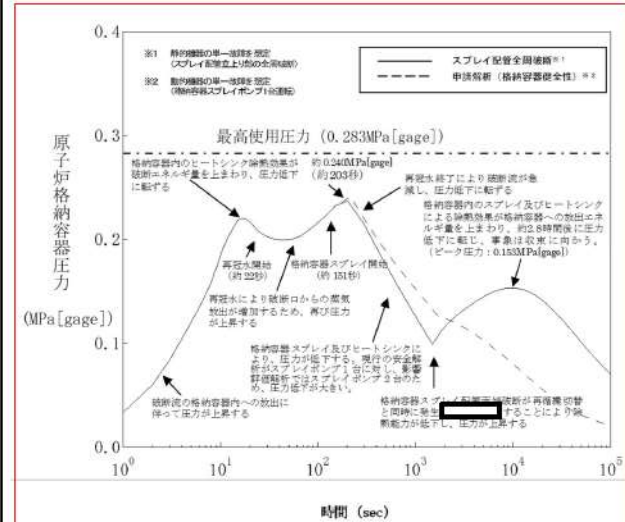 0.4
0.3
0.2
0.1
0.0
原子炉格納容器圧力
(MPa[gage])
※1 静的機器の単一故障を想定
(スプレイ配管立上り部の全周破断)
※2 動的機器の単一故障を想定
(格納容器スプレイポンプ1台運転)
スプレイ配管全周破断※1
申請解析(格納容器健全性)※2
最高使用圧力 (0.283MPa[gage])
格納容器内のヒートシンク除熱効果が
破断エネルギ量を上まわり、圧力低下
に転ずる
約0.240MPa[gage]
(約203秒)
再冠水終了により破断流が急
減し、圧力低下に転ずる
格納容器内のスプレイ及びヒートシンク
による除熱効果が格納容器への放出エネ
ルギ量を上まわり、約2.8時間後に圧力
低下に転じ、事象は収束に向かう。
(ピーク圧力:0.153MPa[gage])
再冠水開始
(約22秒)
格納容器スプレイ開始
(約151秒)
再冠水により破断口からの蒸気
放出が増加するため、再び圧力
が上昇する
格納容器スプレイ及びヒートシンク
により、圧力が低下する。現行の安全解
析がスプレイポンプ1台に対し、影響
評価解析ではスプレイポンプ2台のた
め、圧力低下が大きい。
破断流の格納容器内への放出に
伴って圧力が上昇する
格納容器スプレイ配管 破断が再循環切替
と同時に発生 することにより除
熱能力が低下し、圧力が上昇する
10⁰ 10¹ 10² 10³ 10⁴ 10⁵
時間 (sec)